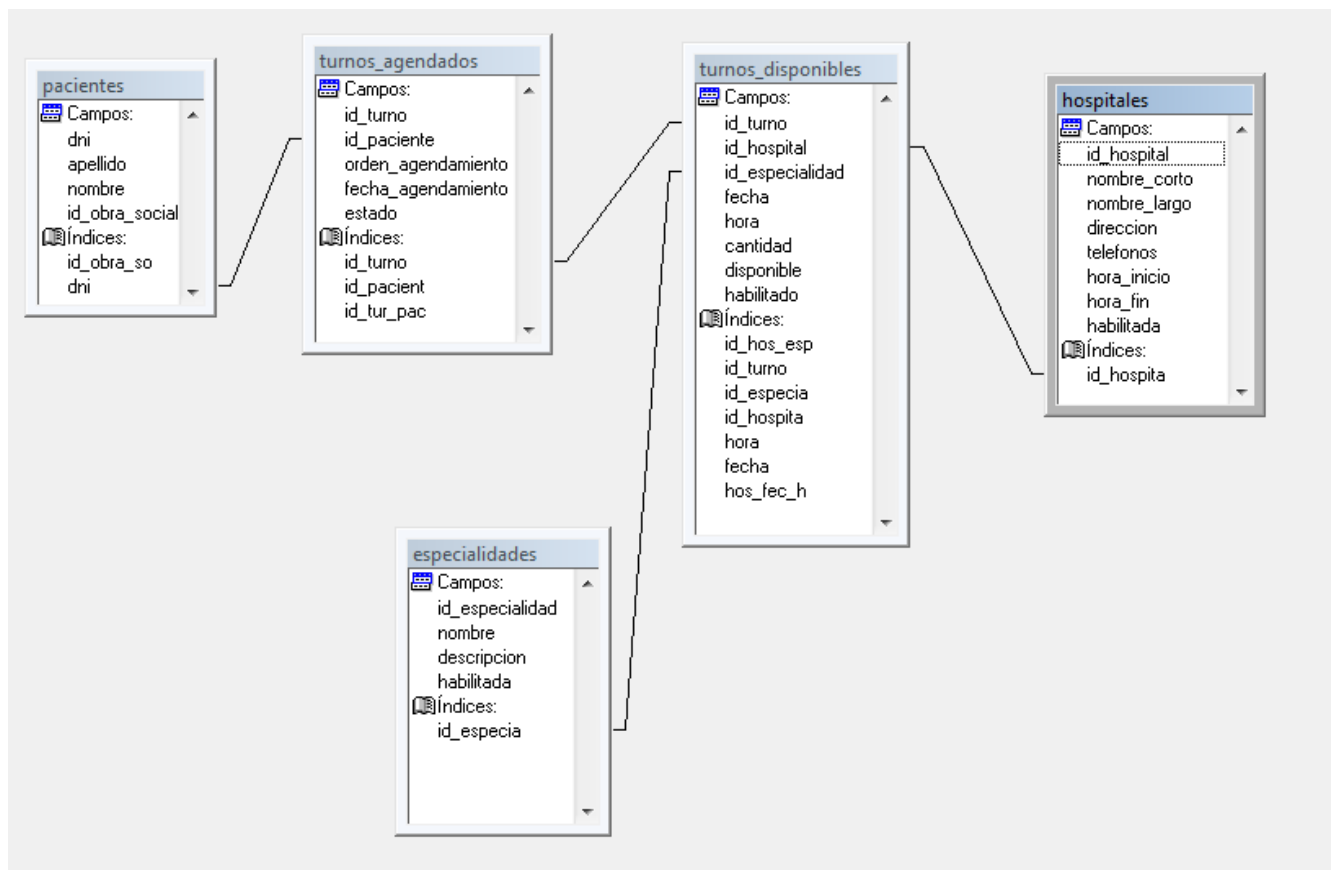 pacientes
Campos:
dni
apellido
nombre
id_obra_social
Índices:
id_obra_so
dni
turnos_agendados
Campos:
id_turno
id_paciente
orden_agendamiento
fecha_agendamiento
estado
Índices:
id_turno
id_pacient
id_tur_pac
turnos_disponibles
Campos:
id_turno
id_hospital
id_especialidad
fecha
hora
cantidad
disponible
habilitado
Índices:
id_hos_esp
id_turno
id_especia
id_hospita
hora
fecha
hos_fec_h
hospitales
Campos:
id_hospital
nombre_corto
nombre_largo
direccion
telefonos
hora_inicio
hora_fin
habilitada
Índices:
id_hospita
especialidades
Campos:
id_especialidad
nombre
descripcion
habilitada
Índices:
id_especia